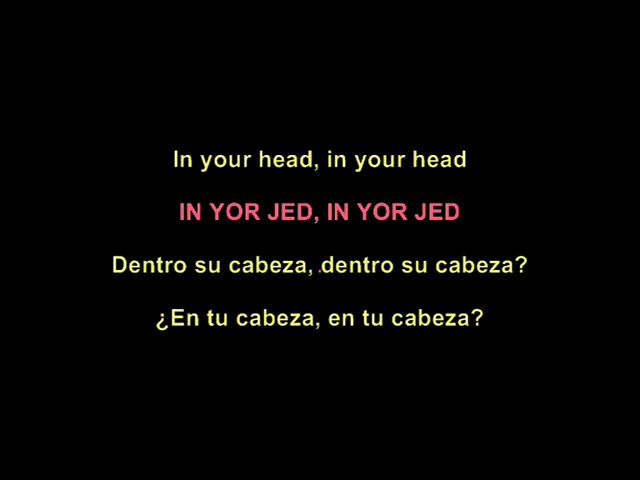 In your head, in your head
IN YOR JED, IN YOR JED
Dentro su cabeza, dentro su cabeza?
¿En tu cabeza, en tu cabeza?